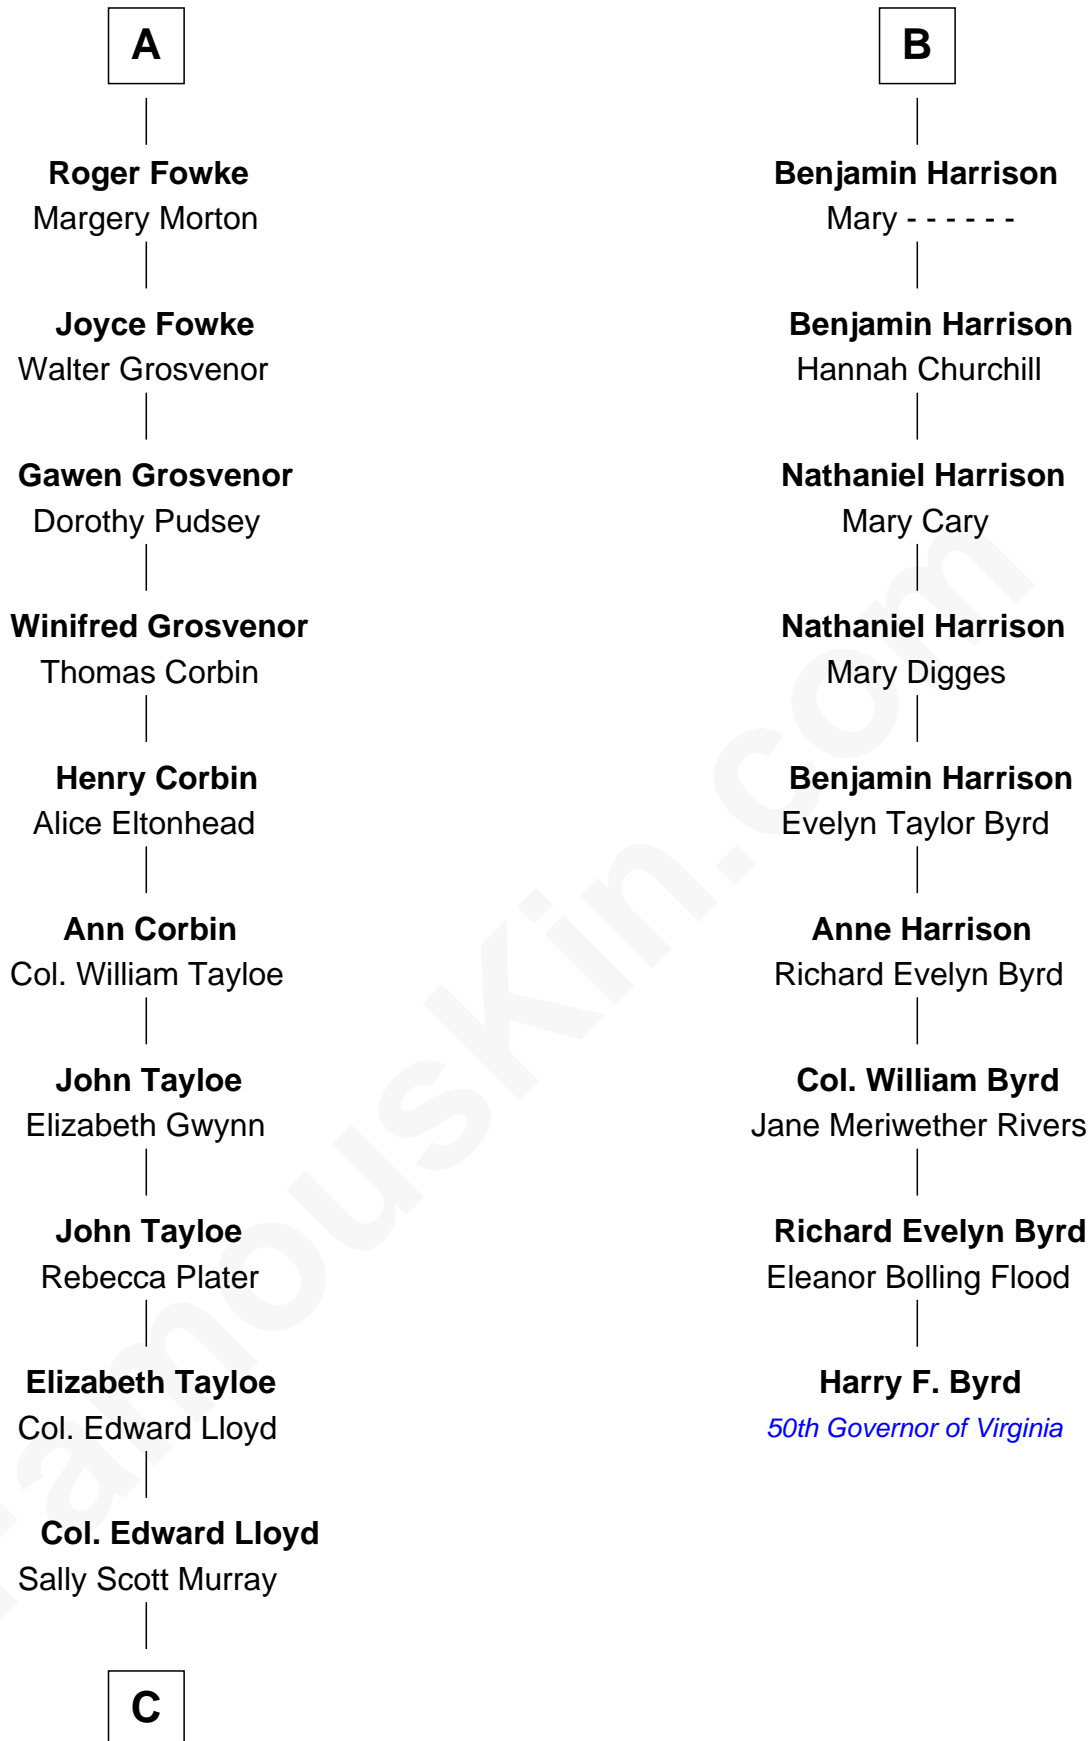 A
Roger Fowke
Margery Morton
Joyce Fowke
Walter Grosvenor
Gawen Grosvenor
Dorothy Pudsey
Winifred Grosvenor
Thomas Corbin
Henry Corbin
Alice Eltonhead
Ann Corbin
Col. William Tayloe
John Tayloe
Elizabeth Gwynn
John Tayloe
Rebecca Plater
Elizabeth Tayloe
Col. Edward Lloyd
Col. Edward Lloyd
Sally Scott Murray
C
B
Benjamin Harrison
Mary - - - - - -
Benjamin Harrison
Hannah Churchill
Nathaniel Harrison
Mary Cary
Nathaniel Harrison
Mary Digges
Benjamin Harrison
Evelyn Taylor Byrd
Anne Harrison
Richard Evelyn Byrd
Col. William Byrd
Jane Meriwether Rivers
Richard Evelyn Byrd
Eleanor Bolling Flood
Harry F. Byrd
50th Governor of Virginia
FamousKin.com